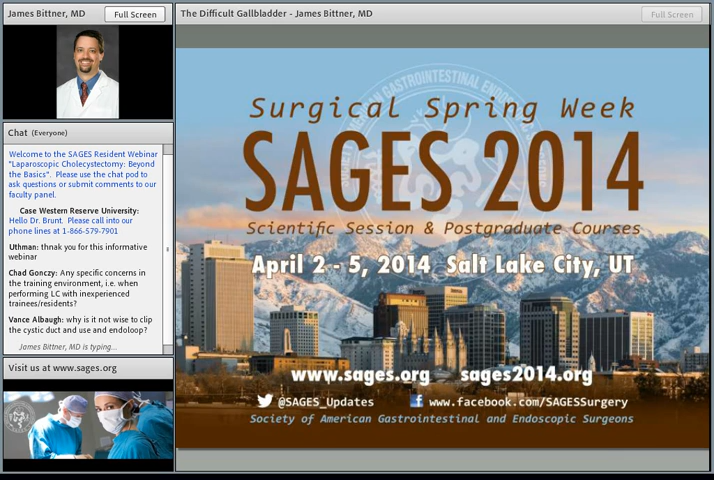 James Bittner, MD
Full Screen
The Difficult Gallbladder - James Bittner, MD
Full Screen
Chat (Everyone)
Welcome to the SAGES Resident Webinar
"Laparoscopic Cholecystectomy: Beyond
the Basics". Please use the chat pod to
ask questions or submit comments to our
faculty panel.
Case Western Reserve University:
Hello Dr. Brunt. Please call into our
phone lines at 1-866-579-7901
Uthman: thnak you for this informative
webinar
Chad Gonczy: Any specific concerns in
the training environment, i.e. when
performing LC with inexperienced
trainees/residents?
Vance Albaugh: why is it not wise to clip
the cystic duct and use and endoloop?
James Bittner, MD is typing...
Visit us at www.sages.org
Surgical Spring Week
SAGES 2014
Scientific Session & Postgraduate Courses
April 2 - 5, 2014 Salt Lake City, UT
www.sages.org sages2014.org
@SAGES_Updates www.facebook.com/SAGESSurgery
Society of American Gastrointestinal and Endoscopic Surgeons